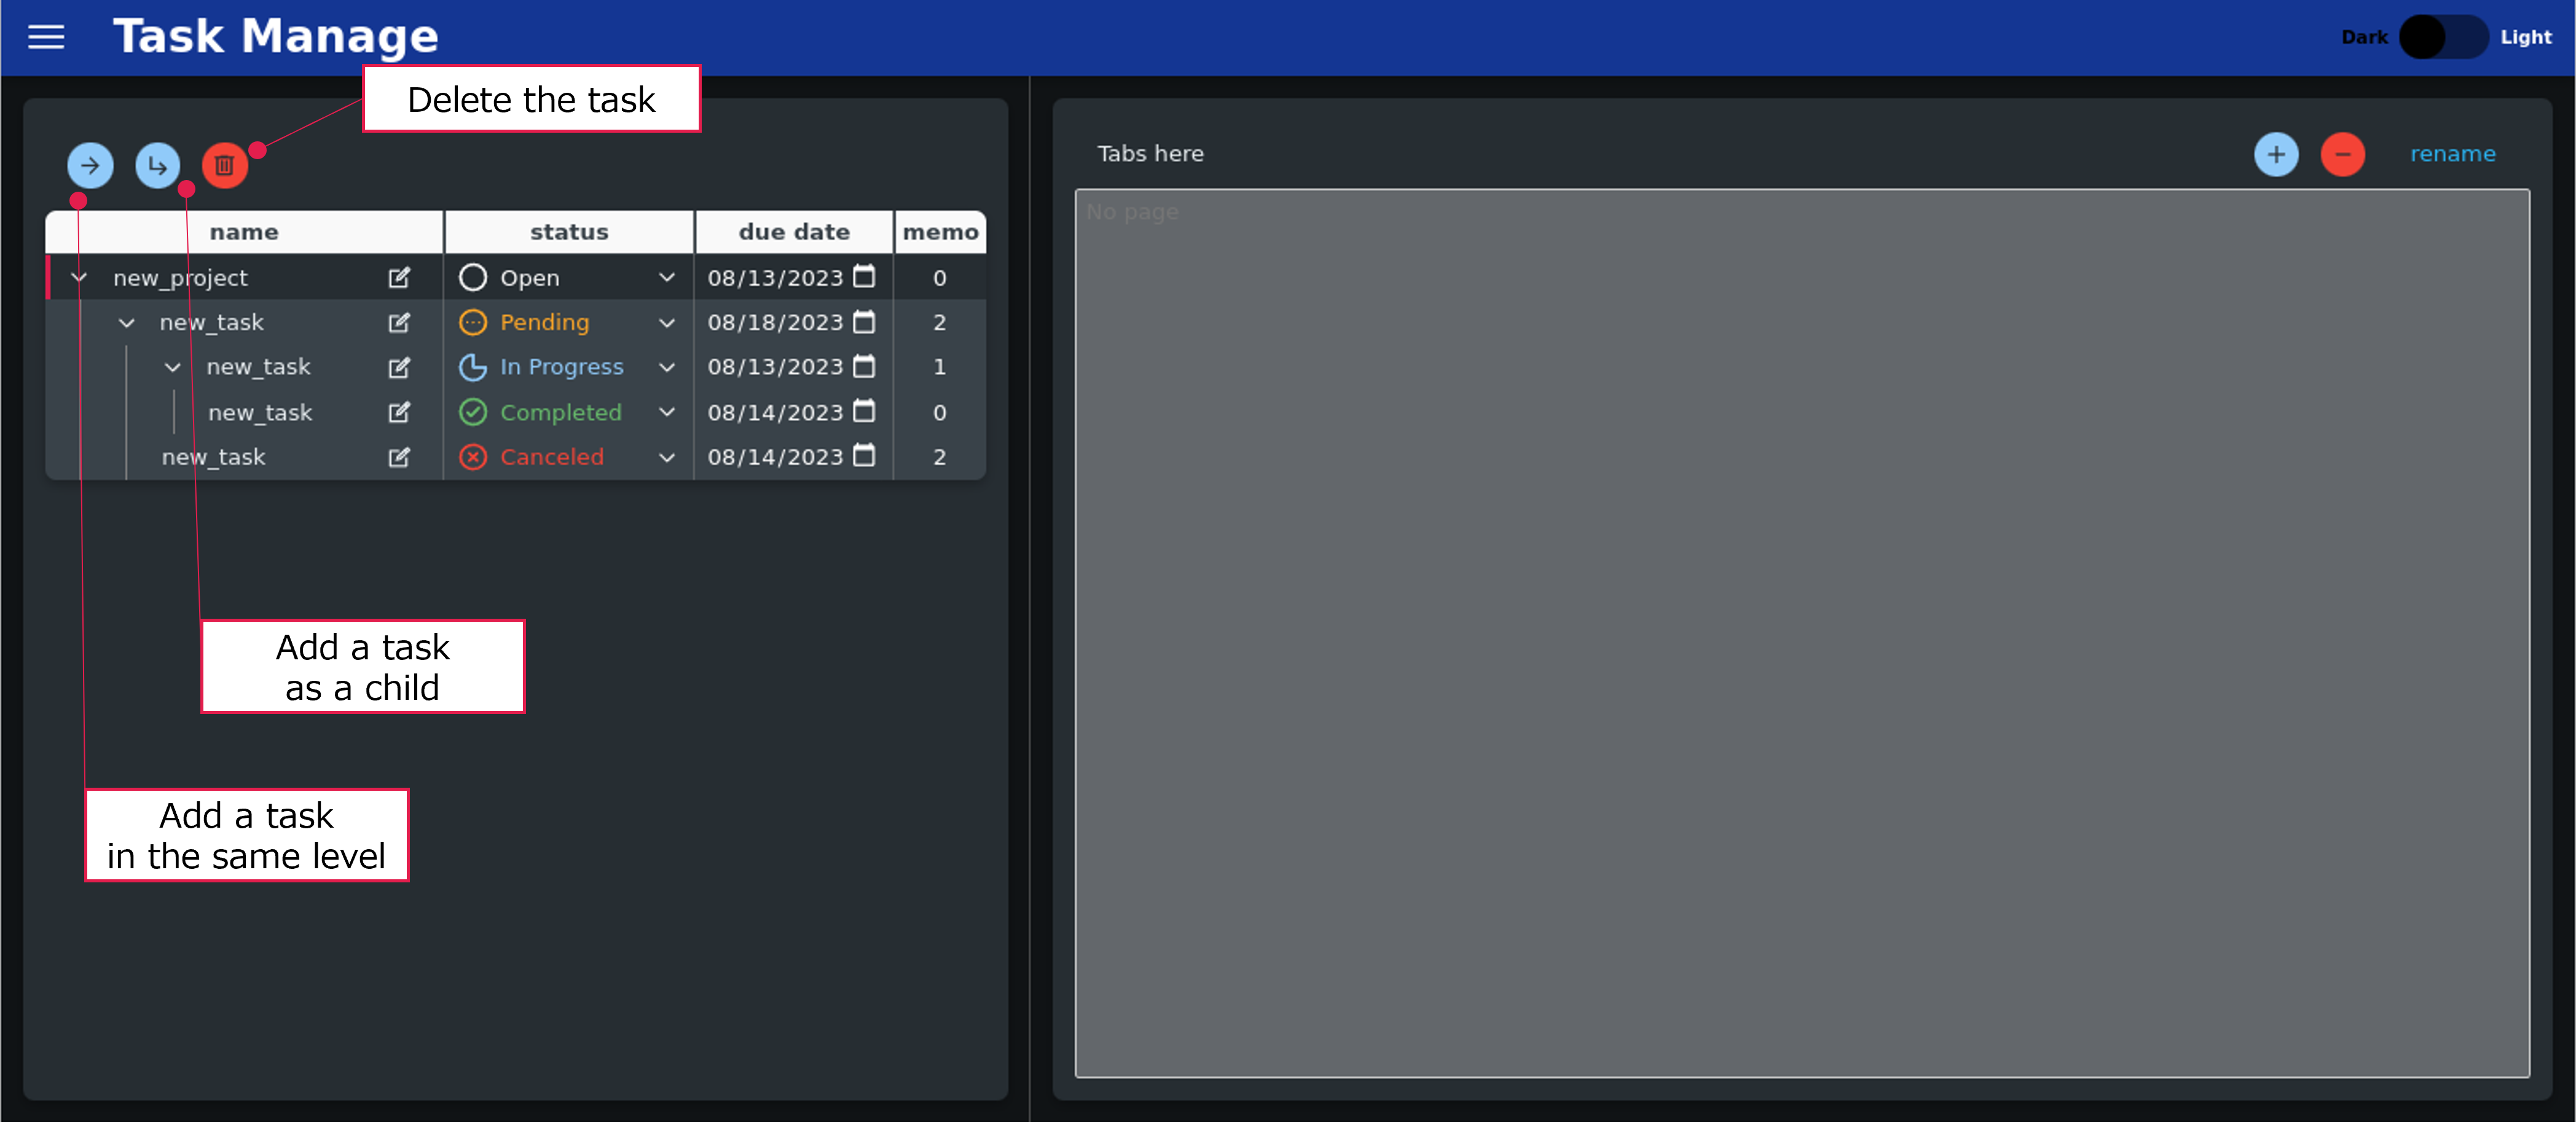 Task Manage
Dark Light
Delete the task
Tabs here
rename
No page
name status due date memo
new_project Open 08/13/2023 0
new_task Pending 08/18/2023 2
new_task In Progress 08/13/2023 1
new_task Completed 08/14/2023 0
new_task Canceled 08/14/2023 2
Add a task
as a child
Add a task
in the same level